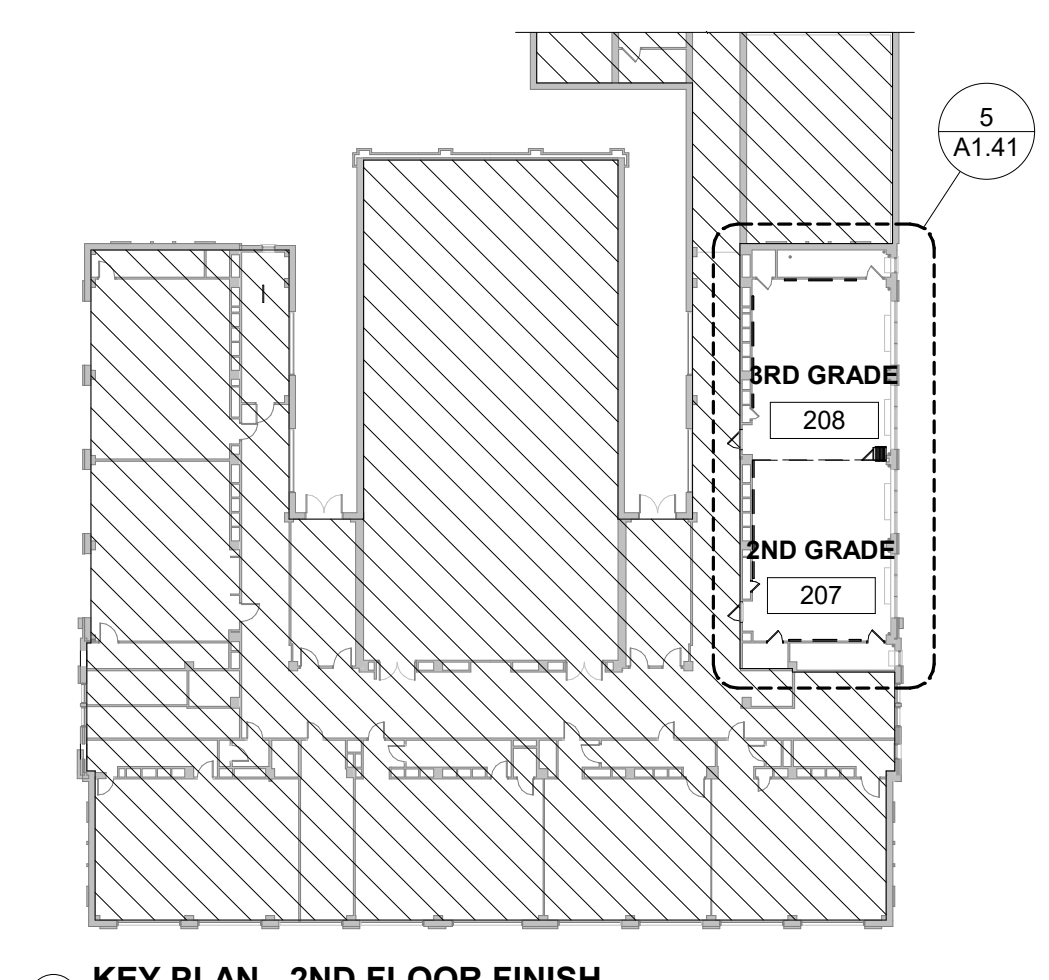 5
A1.41
3RD GRADE
208
2ND GRADE
207
KEY PLAN - 2ND FLOOR FINISH